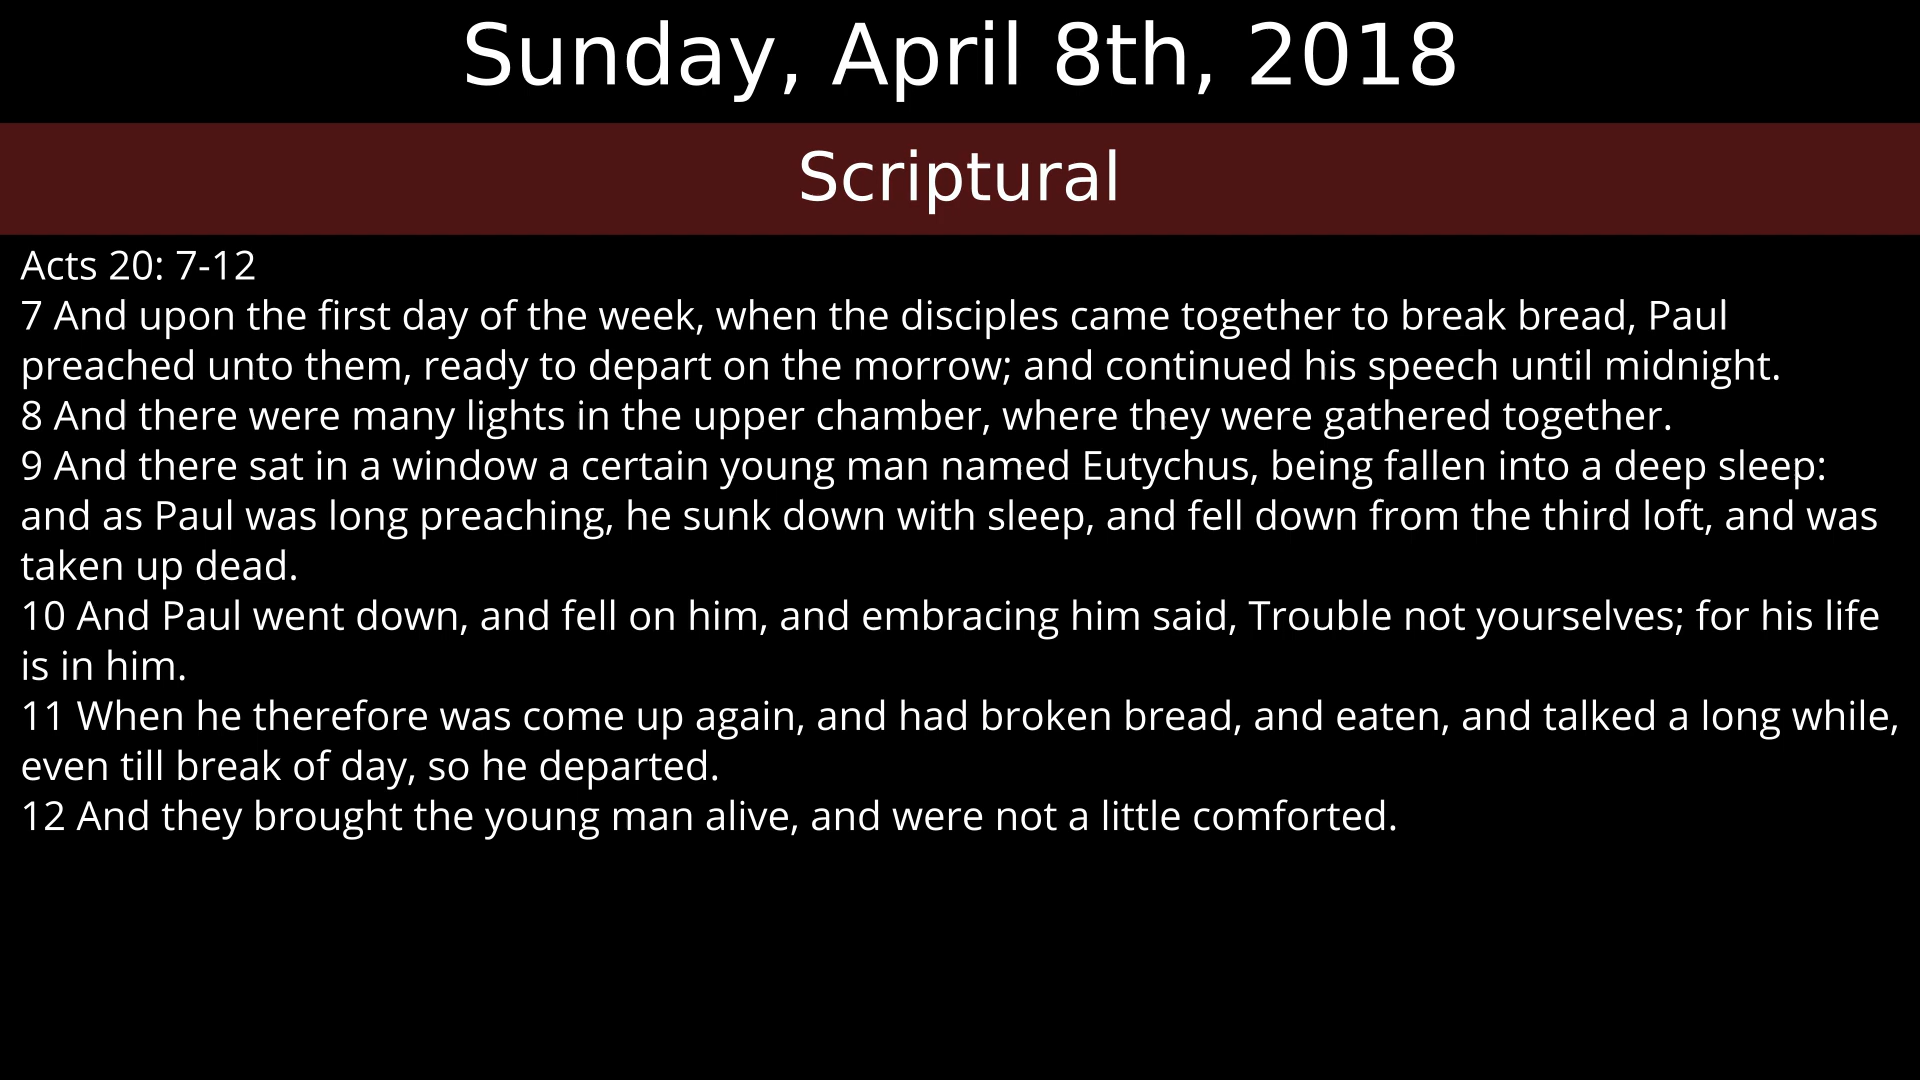 Sunday, April 8th, 2018
Scriptural
Acts 20: 7-12
7 And upon the first day of the week, when the disciples came together to break bread, Paul
preached unto them, ready to depart on the morrow; and continued his speech until midnight.
8 And there were many lights in the upper chamber, where they were gathered together.
9 And there sat in a window a certain young man named Eutychus, being fallen into a deep sleep:
and as Paul was long preaching, he sunk down with sleep, and fell down from the third loft, and was
taken up dead.
10 And Paul went down, and fell on him, and embracing him said, Trouble not yourselves; for his life
is in him.
11 When he therefore was come up again, and had broken bread, and eaten, and talked a long while,
even till break of day, so he departed.
12 And they brought the young man alive, and were not a little comforted.